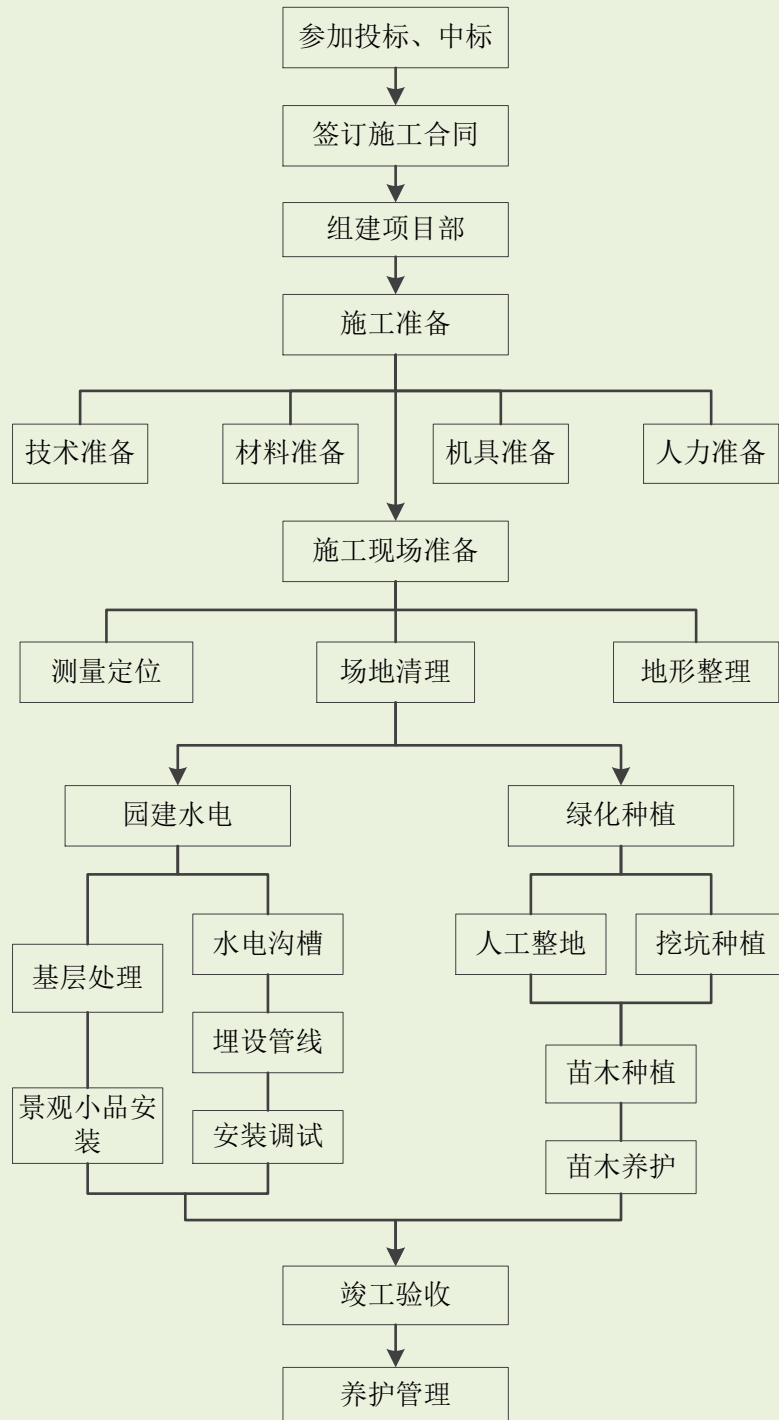 参加投标、中标
签订施工合同
组建项目部
施工准备
技术准备
材料准备
机具准备
人力准备
施工现场准备
测量定位
场地清理
地形整理
园建水电
绿化种植
基层处理
水电沟槽
人工整地
挖坑种植
埋设管线
苗木种植
景观小品安
装
安装调试
苗木养护
竣工验收
养护管理